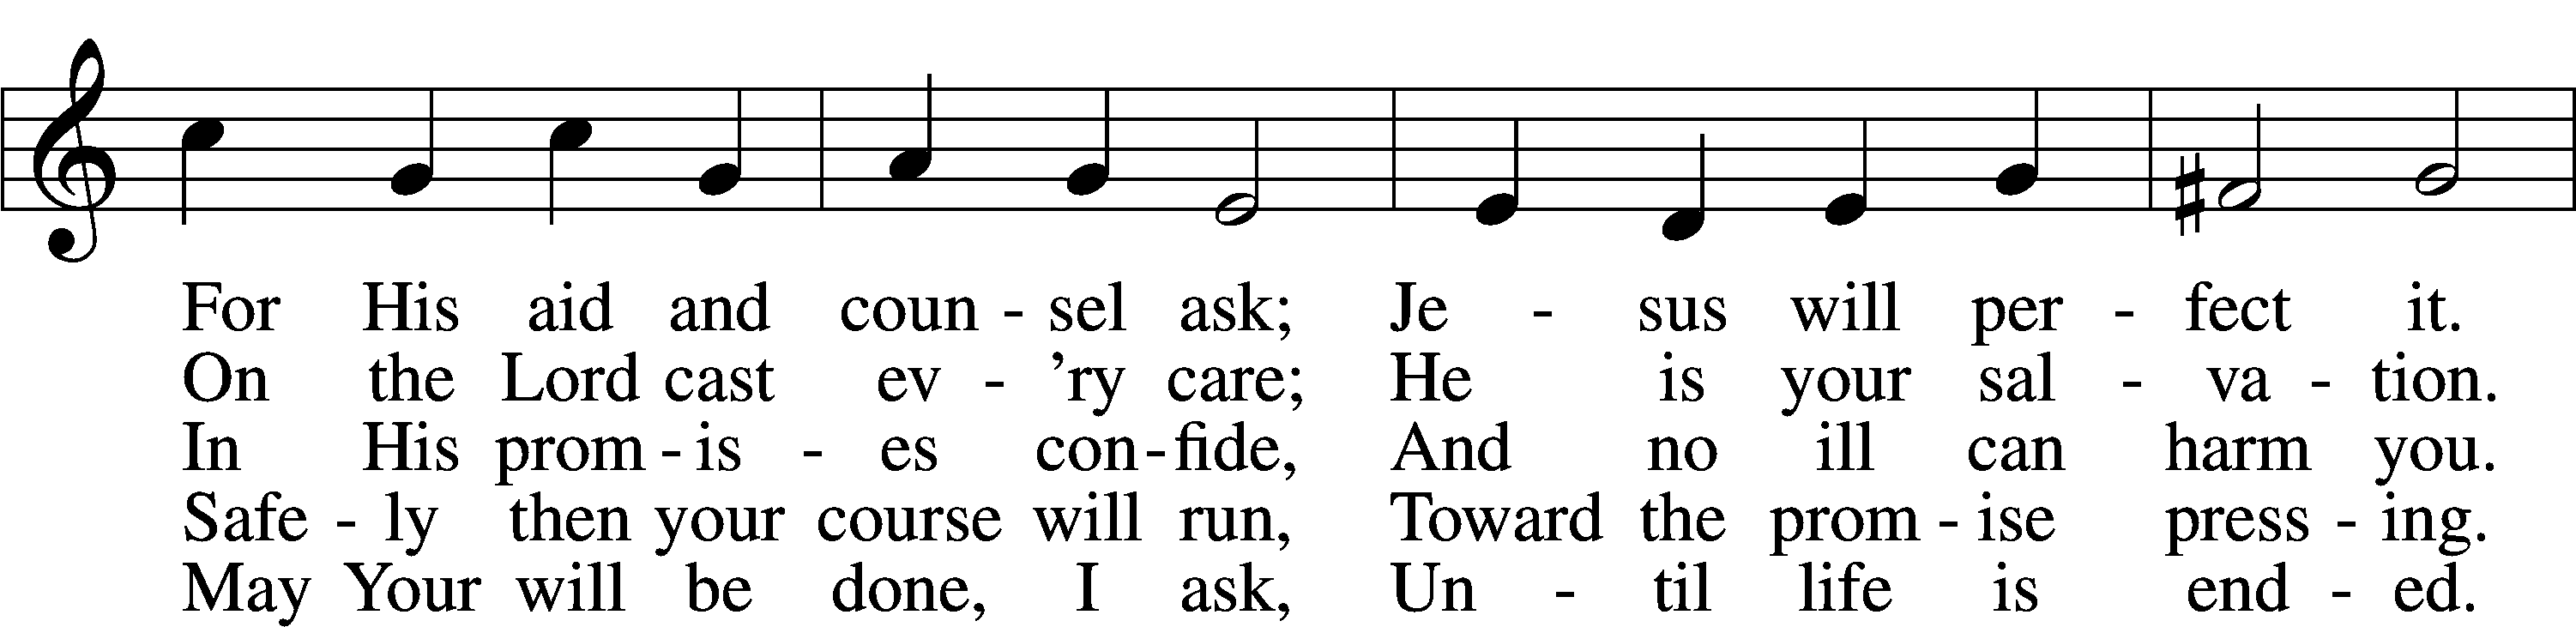 For His aid and coun - sel ask; Je - sus will per - fect it.
On the Lord cast ev - ’ry care; He is your sal - va - tion.
In His prom - is - es con - fide, And no ill can harm you.
Safe - ly then your course will run, Toward the prom - ise press - ing.
May Your will be done, I ask, Un - til life is end - ed.